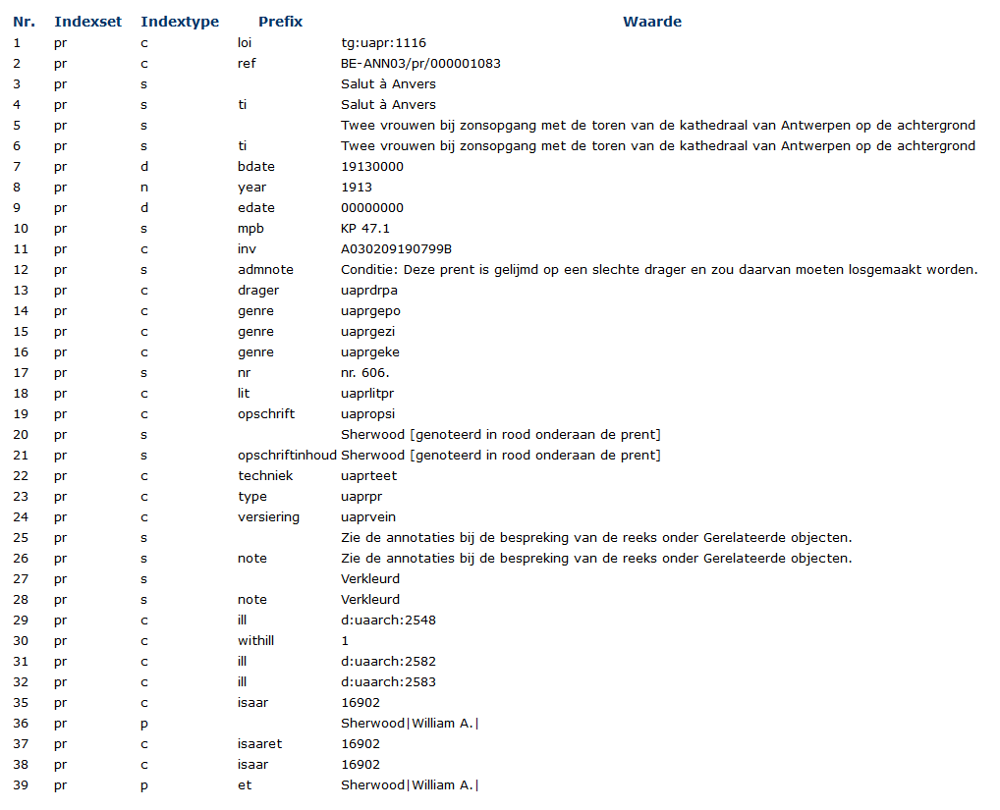 Nr. Indexset Indextype Prefix Waarde
1 pr c loi tg:uapr:1116
2 pr c ref BE-ANN03/pr/000001083
3 pr s Salut à Anvers
4 pr s ti Salut à Anvers
5 pr s Twee vrouwen bij zonsopgang met de toren van de kathedraal van Antwerpen op de achtergrond
6 pr s ti Twee vrouwen bij zonsopgang met de toren van de kathedraal van Antwerpen op de achtergrond
7 pr d bdate 19130000
8 pr n year 1913
9 pr d edate 00000000
10 pr s mpb KP 47.1
11 pr c inv A030209190799B
12 pr s admnote Conditie: Deze prent is gelijmd op een slechte drager en zou daarvan moeten losgemaakt worden.
13 pr c drager uaprdrpa
14 pr c genre uaprgepo
15 pr c genre uaprgezi
16 pr c genre uaprgeke
17 pr s nr nr. 606.
18 pr c lit uaprlitpr
19 pr c opschrift uapropsi
20 pr s Sherwood [genoteerd in rood onderaan de prent]
21 pr s opschriftinhoud Sherwood [genoteerd in rood onderaan de prent]
22 pr c techniek uaprteet
23 pr c type uaprpr
24 pr c versiering uaprvein
25 pr s Zie de annotaties bij de bespreking van de reeks onder Gerelateerde objecten.
26 pr s note Zie de annotaties bij de bespreking van de reeks onder Gerelateerde objecten.
27 pr s Verkleurd
28 pr s note Verkleurd
29 pr c ill d:uaarch:2548
30 pr c withill 1
31 pr c ill d:uaarch:2582
32 pr c ill d:uaarch:2583
35 pr c isaar 16902
36 pr p Sherwood|William A.|
37 pr c isaaret 16902
38 pr c isaar 16902
39 pr p et Sherwood|William A.|